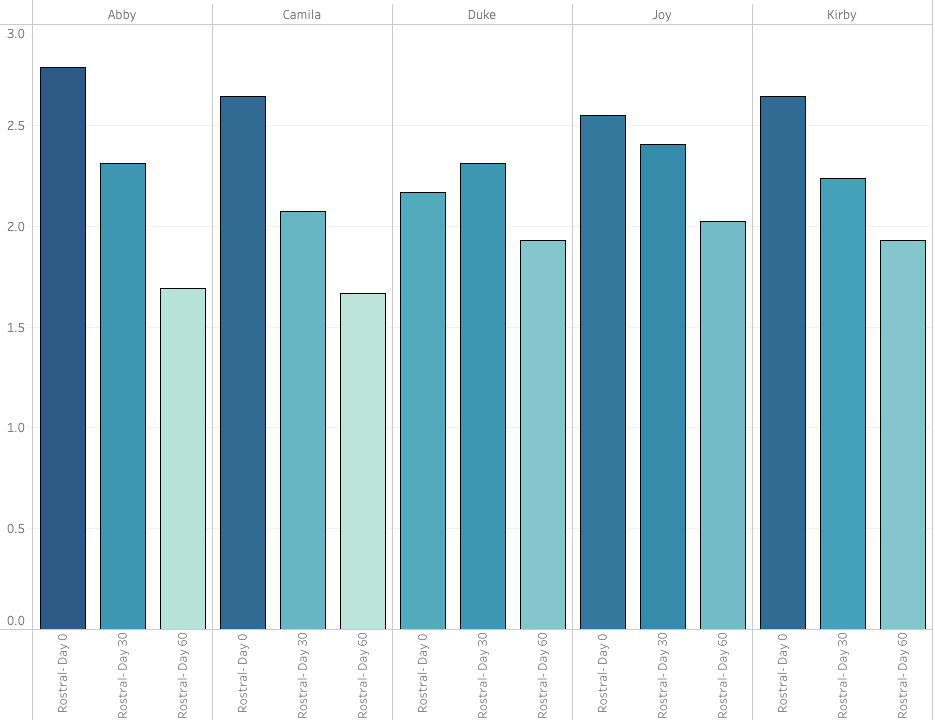 Abby Camila Duke Joy Kirby
3.0
2.5
2.0
1.5
1.0
0.5
0.0
Rostral- Day 0
Rostral- Day 30
Rostral- Day 60
Rostral- Day 0
Rostral- Day 30
Rostral- Day 60
Rostral- Day 0
Rostral- Day 30
Rostral- Day 60
Rostral- Day 0
Rostral- Day 30
Rostral- Day 60
Rostral- Day 0
Rostral- Day 30
Rostral- Day 60